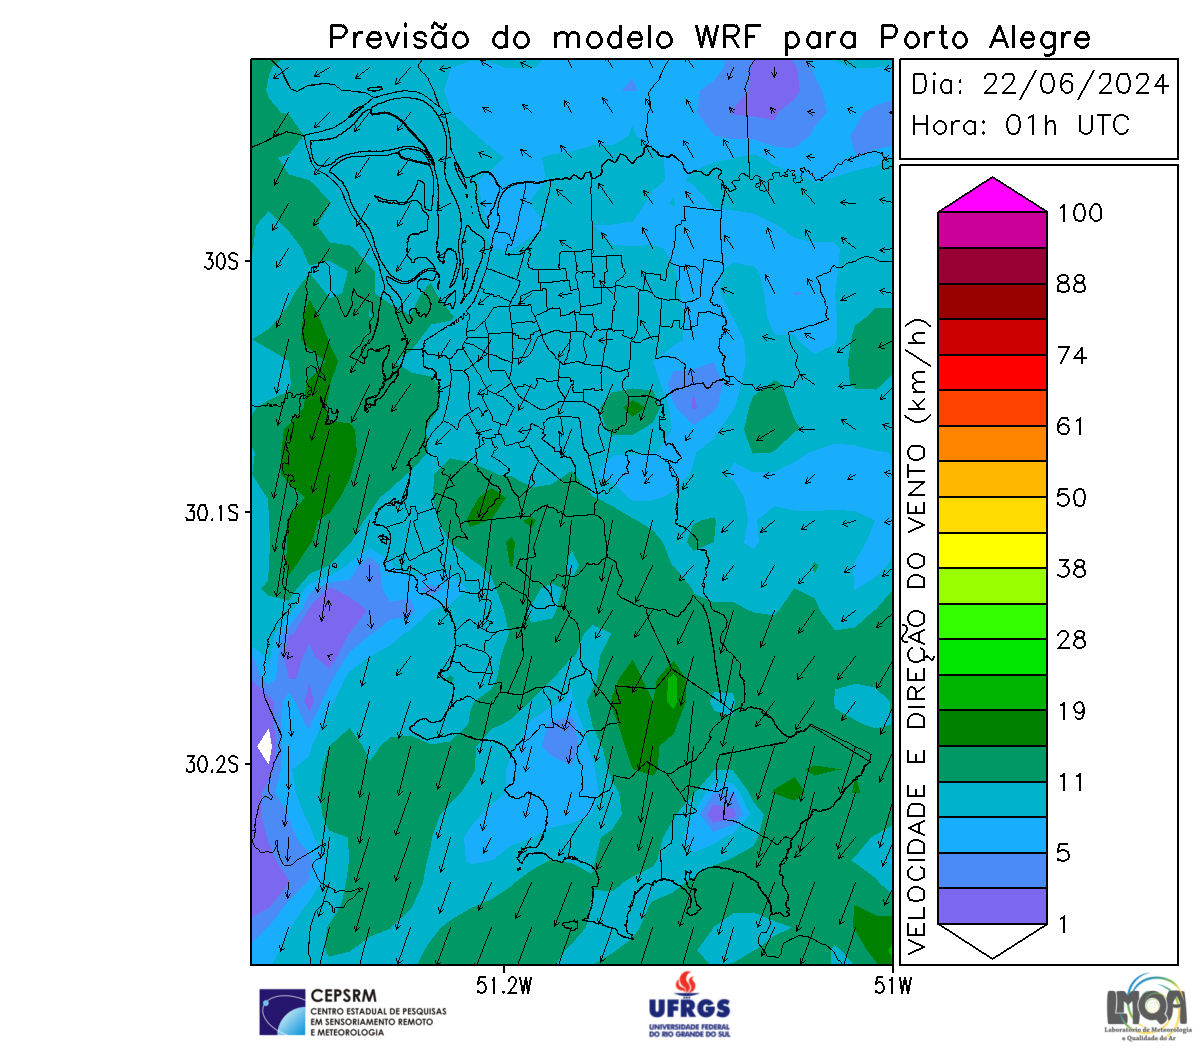 Previsão do modelo WRF para Porto Alegre
Dia: 22/06/2024
Hora: 01h UTC
100
88
74
61
50
38
28
19
11
5
1
VELOCIDADE E DIREÇÃO DO VENTO (km/h)
30S
30.1S
30.2S
51.2W
51W
CEPSRM
CENTRO ESTADUAL DE PESQUISAS
EM SENSORIAMENTO REMOTO
E METEOROLOGIA
UFRGS
UNIVERSIDADE FEDERAL
DO RIO GRANDE DO SUL
LMQA
Laboratório de Meteorologia
e Qualidade do Ar